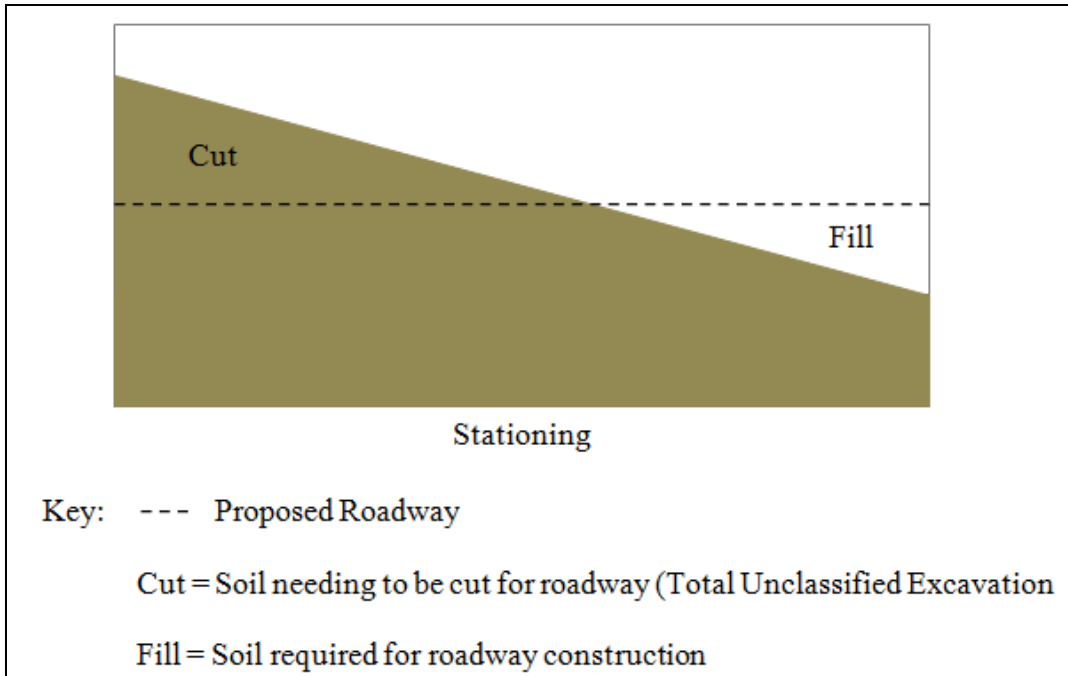 Cut
Fill
Stationing
Key: --- Proposed Roadway
Cut = Soil needing to be cut for roadway (Total Unclassified Excavation
Fill = Soil required for roadway construction